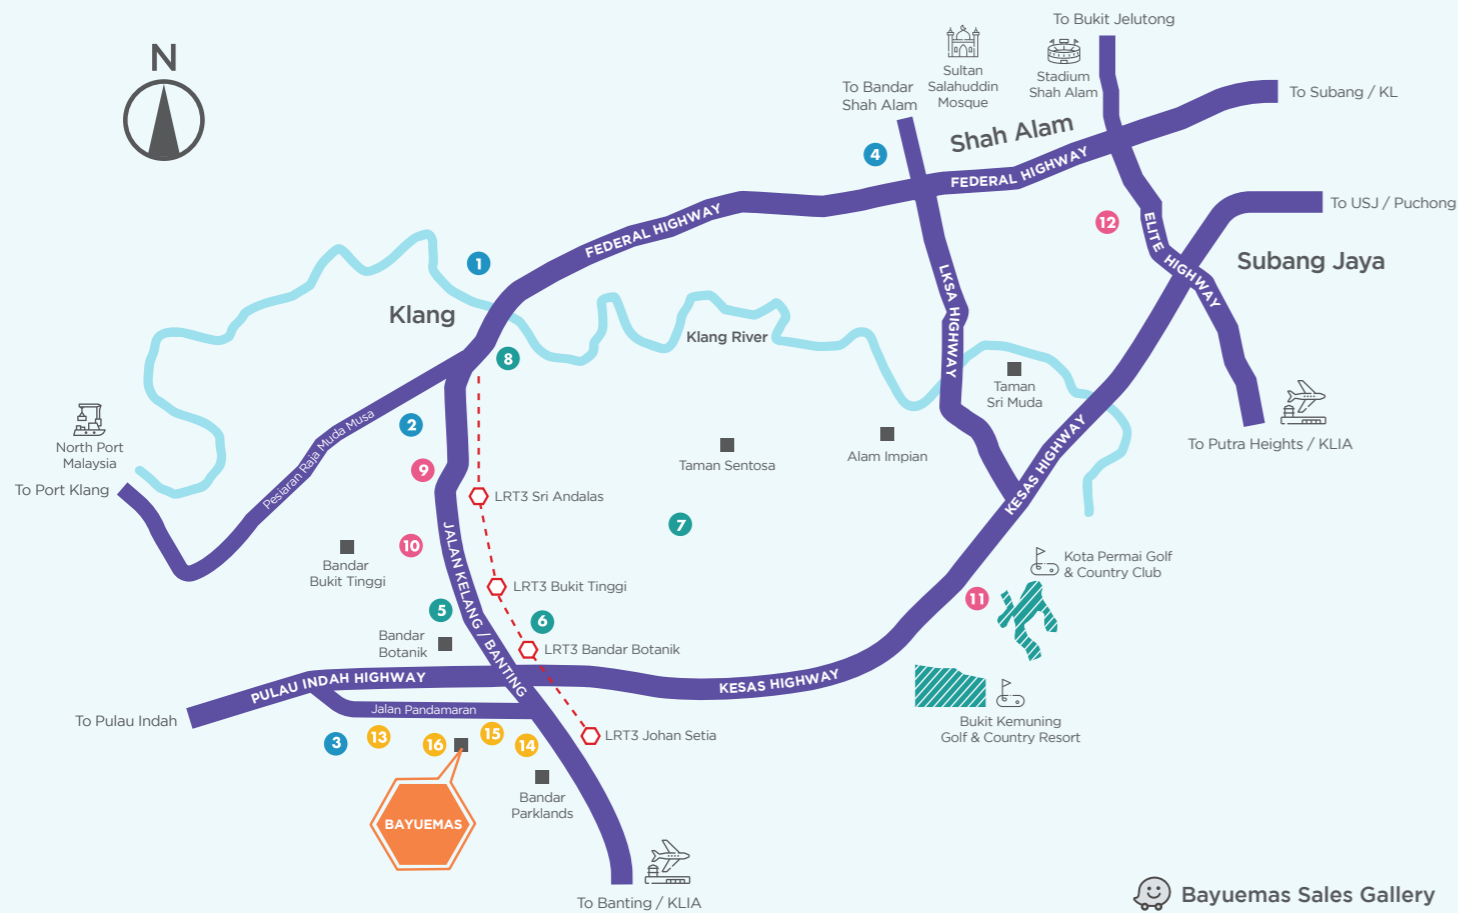 N
To Bukit Jelutong
Sultan
Salahuddin
Mosque
Stadium
Shah Alam
To Bandar
Shah Alam
To Subang / KL
Shah Alam
4
FEDERAL HIGHWAY
FEDERAL HIGHWAY
To USJ / Puchong
12
ELITE
HIGHWAY
Subang Jaya
1
LKSA HIGHWAY
Klang
Klang River
8
Taman
Sri Muda
2
Pesiaran Raja Muda Musa
North Port
Malaysia
To Port Klang
Taman Sentosa
Alam Impian
To Putra Heights / KLIA
9
KESAS HIGHWAY
LRT3 Sri Andalas
7
10
JALAN KELANG / BANTING
Bandar
Bukit Tinggi
Kota Permai Golf
& Country Club
LRT3 Bukit Tinggi
11
5
6
Bandar
Botanik
LRT3 Bandar Botanik
PULAU INDAH HIGHWAY
KESAS HIGHWAY
Jalan Pandamaran
To Pulau Indah
Bukit Kemuning
Golf & Country Resort
3
13
16
15
14
LRT3 Johan Setia
Bandar
Parklands
BAYUEMAS
To Banting / KLIA
Bayuemas Sales Gallery